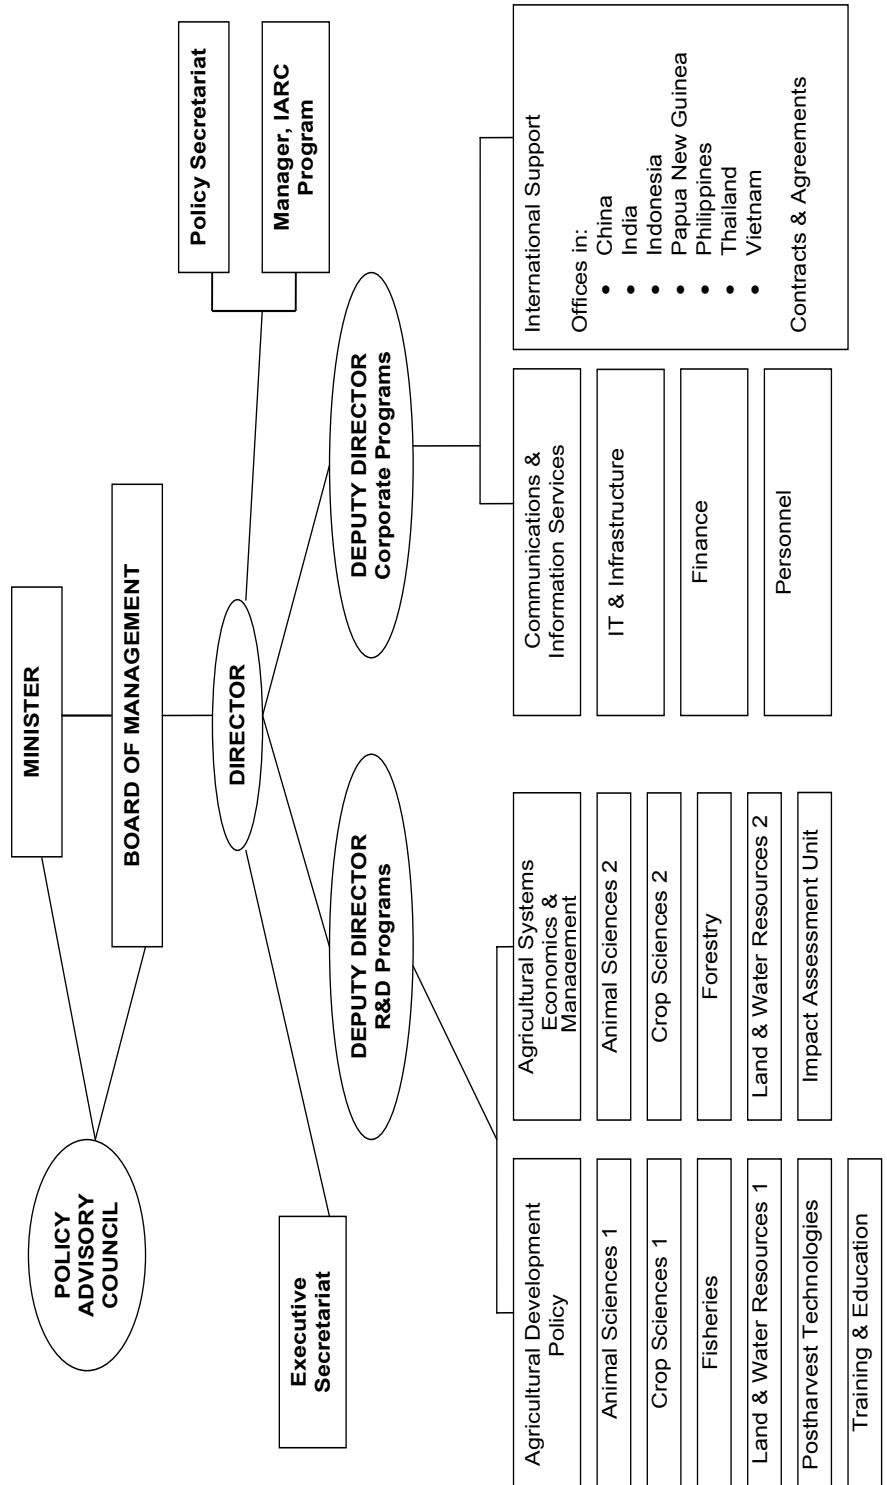 MINISTER
POLICY
ADVISORY
COUNCIL
BOARD OF MANAGEMENT
DIRECTOR
Policy Secretariat
Manager, IARC
Program
Executive
Secretariat
DEPUTY DIRECTOR
R&D Programs
DEPUTY DIRECTOR
Corporate Programs
Agricultural Development
Policy
Animal Sciences 1
Crop Sciences 1
Fisheries
Land & Water Resources 1
Postharvest Technologies
Training & Education
Agricultural Systems
Economics &
Management
Animal Sciences 2
Crop Sciences 2
Forestry
Land & Water Resources 2
Impact Assessment Unit
Communications &
Information Services
IT & Infrastructure
Finance
Personnel
International Support
Offices in:
• China
• India
• Indonesia
• Papua New Guinea
• Philippines
• Thailand
• Vietnam
Contracts & Agreements